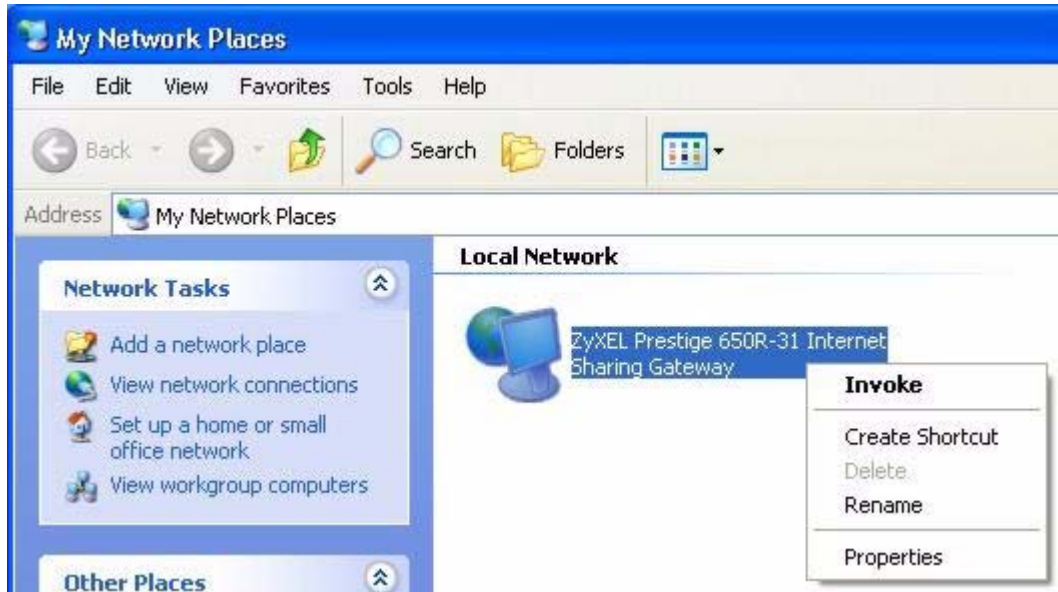 My Network Places
File Edit View Favorites Tools Help
Back Search Folders
Address My Network Places
Network Tasks
Add a network place
View network connections
Set up a home or small
office network
View workgroup computers
Other Places
Local Network
ZyXEL Prestige 650R-31 Internet
Sharing Gateway
Invoke
Create Shortcut
Delete
Rename
Properties